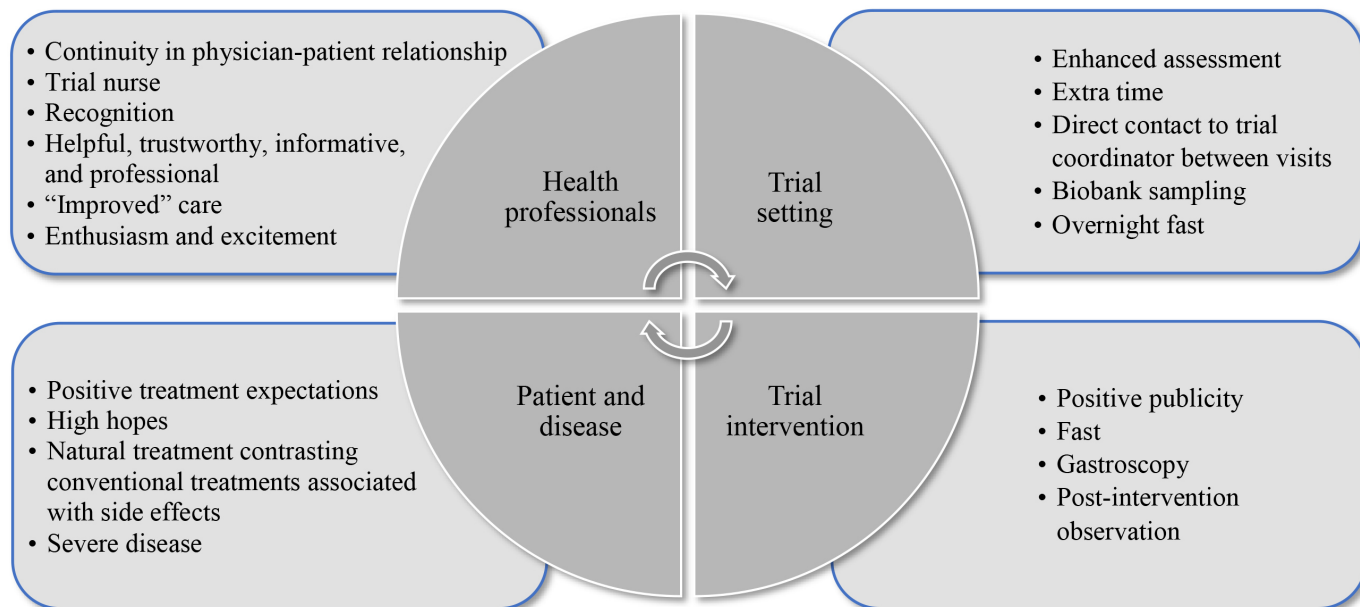 • Continuity in physician-patient relationship
• Trial nurse
• Recognition
• Helpful, trustworthy, informative,
and professional
• “Improved” care
• Enthusiasm and excitement
Health
professionals
Trial
setting
• Enhanced assessment
• Extra time
• Direct contact to trial
coordinator between visits
• Biobank sampling
• Overnight fast
• Positive treatment expectations
• High hopes
• Natural treatment contrasting
conventional treatments associated
with side effects
• Severe disease
Patient and
disease
Trial
intervention
• Positive publicity
• Fast
• Gastroscopy
• Post-intervention
observation